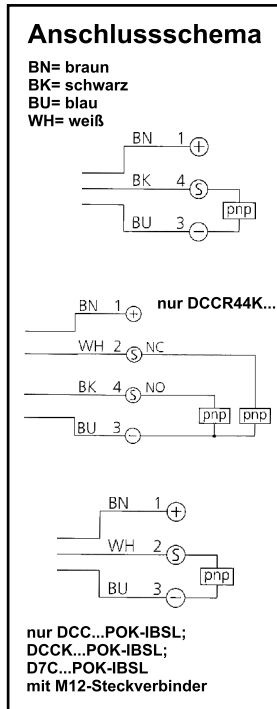 Anschlussschema
BN= braun
BK= schwarz
BU= blau
WH= weiß
BN 1 +
BK 4 S
pnp
BU 3 −
BN 1 + nur DCCR44K...
WH 2 S NC
BK 4 S NO
pnp pnp
BU 3 −
BN 1 +
WH 2 S
pnp
BU 3 −
nur DCC...POK-IBSL;
DCCK...POK-IBSL;
D7C...POK-IBSL
mit M12-Steckverbinder